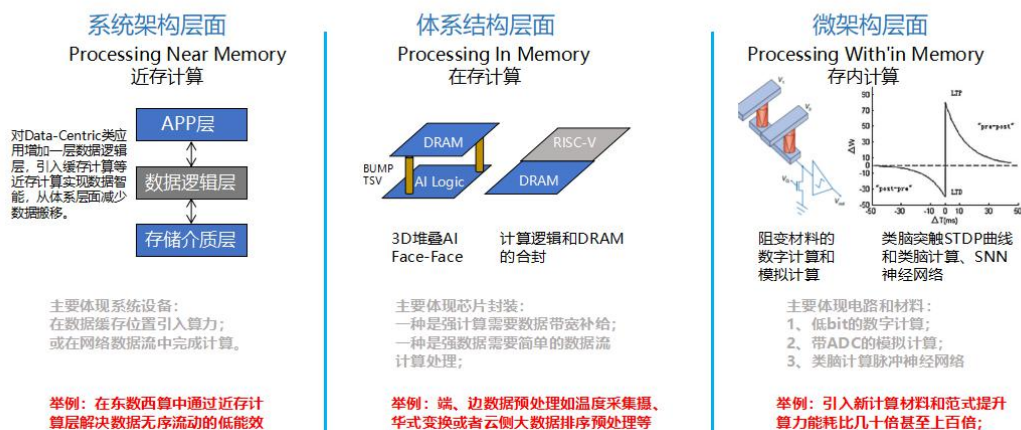 系统架构层面
Processing Near Memory
近存计算
对Data-Centric类应
用增加一层数据逻辑
层，引入缓存计算等
近存计算实现数据智
能，从体系层面减少
数据搬移。
APP层
数据逻辑层
存储介质层
主要体现系统设备：
在数据缓存位置引入算力；
或在网络数据流中完成计算。
举例：在东数西算中通过近存计
算层解决数据无序流动的低能效
体系结构层面
Processing In Memory
在存计算
DRAM
BUMP
TSV
AI Logic
RISC-V
DRAM
3D堆叠AI
Face-Face
计算逻辑和DRAM
的合封
主要体现芯片封装：
一种是强计算需要数据带宽补给；
一种是强数据需要简单的数据流
计算处理；
举例：端、边数据预处理如温度采集摄、
华式变换或者云侧大数据排序预处理等
微架构层面
Processing With'in Memory
存内计算
阻变材料的
数字计算和
模拟计算
90
70
50
30
10
-10
-30
-50
ΔW
LTP
"pre-post"
"post-pre"
LTD
-50
-30
-10
0
20
40
ΔT(ms)
类脑突触STDP曲线
和类脑计算、SNN
神经网络
主要体现电路和材料：
1、低bit的数字计算；
2、带ADC的模拟计算；
3、类脑计算脉冲神经网络
举例：引入新计算材料和范式提升
算力能耗比几十倍甚至上百倍；